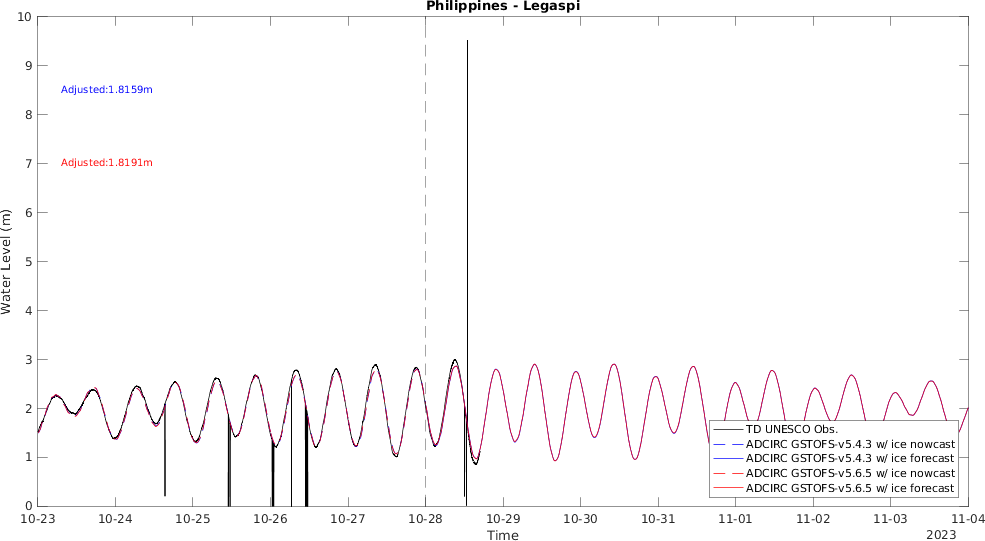 Philippines - Legaspi
10
9
8
7
6
5
4
3
2
1
0
Water Level (m)
Adjusted:1.8159m
Adjusted:1.8191m
TD UNESCO Obs.
ADCIRC GSTOFS-v5.4.3 w/ ice nowcast
ADCIRC GSTOFS-v5.4.3 w/ ice forecast
ADCIRC GSTOFS-v5.6.5 w/ ice nowcast
ADCIRC GSTOFS-v5.6.5 w/ ice forecast
10-23 10-24 10-25 10-26 10-27 10-28 10-29 10-30 10-31 11-01 11-02 11-03 11-04
Time
2023